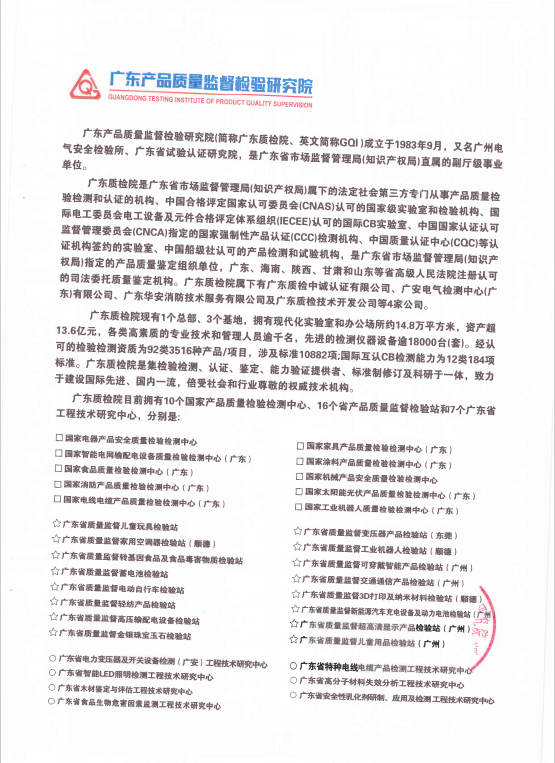 广东产品质量监督检验研究院
GUANGDONG TESTING INSTITUTE OF PRODUCT QUALITY SUPERVISION
广东产品质量监督检验研究院(简称广东质检院、英文简称GQI)成立于1983年9月，又名广州电
气安全检验所、广东省试验认证研究院，是广东省市场监督管理局(知识产权局)直属的副厅级事业
单位。
广东质检院是广东省市场监督管理局(知识产权局)属下的法定社会第三方专门从事产品质量检
验检测和认证的机构、中国合格评定国家认可委员会(CNAS)认可的国家级实验室和检验机构、国
际电工委员会电工设备及元件合格评定体系组织(IECEE)认可的国际CB实验室、中国国家认证认可
监督管理委员会(CNCA)指定的国家强制性产品认证(CCC)检测机构、中国质量认证中心(CQC)等认
证机构签约的实验室、中国船级社认可的产品检测和试验机构，是广东省市场监督管理局(知识产
权局)指定的产品质量鉴定组织单位，广东、海南、陕西、甘肃和山东等省高级人民法院注册认可
的司法委托质量鉴定机构。广东质检院属下有广东质检中诚认证有限公司、广安电气检测中心(广
东)有限公司、广东华安消防技术服务有限公司及广东质检技术开发公司等4家公司。
广东质检院现有1个总部、3个基地，拥有现代化实验室和办公场所约14.8万平方米，资产超
13.6亿元，各类高素质的专业技术和管理人员逾千名，先进的检测仪器设备逾18000台(套)。经认
可的检验检测资质为92类3516种产品/项目，涉及标准10882项;国际互认CB检测能力为12类184项
标准。广东质检院是集检验检测、认证、鉴定、能力验证提供者、标准制修订及科研于一体，致力
于建设国际先进、国内一流，倍受社会和行业尊敬的权威技术机构。
广东质检院目前拥有10个国家产品质量检验检测中心、16个省产品质量监督检验站和7个广东省
工程技术研究中心，分别是:
□国家电器产品安全质量检验检测中心
□国家家具产品质量检验检测中心（广东）
□国家智能电网输配电设备质量检验检测中心（广东）
□国家涂料产品质量检验检测中心（广东）
□国家食品质量检验检测中心（广东）
□国家机械产品安全质量检验检测中心
□国家消防产品质量检验检测中心（广东）
□国家太阳能光伏产品质量检验检测中心（广东）
□国家电线电缆产品质量检验检测中心（广东）
□国家工业机器人质量检验检测中心（广东）
☆广东省质量监督儿童玩具检验站
☆广东省质量监督变压器产品检验站（东莞）
☆广东省质量监督家用空调器检验站（顺德）
☆广东省质量监督工业机器人检验站（顺德）
☆广东省质量监督转基因食品及食品毒害物质检验站
☆广东省质量监督可穿戴智能产品检验站（广州）
☆广东省质量监督蓄电池检验站
☆广东省质量监督交通通信产品检验站（广州）
☆广东省质量监督电动自行车检验站
☆广东省质量监督3D打印及纳米材料检验站（顺德）
☆广东省质量监督轻纺产品检验站
☆广东省质量监督新能源汽车充电设备及动力电池检验站（广州）
☆广东省质量监督高压输配电设备检验站
☆广东省质量监督超高清显示产品检验站（广州）
☆广东省质量监督金银珠宝玉石检验站
☆广东省质量监督儿童用品检验站（广州）
○广东省电力变压器及开关设备检测（广安）工程技术研究中心
○广东省特种电线电缆产品检测工程技术研究中心
○广东省智能LED照明检测工程技术研究中心
○广东省高分子材料失效分析工程技术研究中心
○广东省木材鉴定与评估工程技术研究中心
○广东省安全性乳化剂研制、应用及检测工程技术研究中心
○广东省食品生物危害因素监测工程技术研究中心